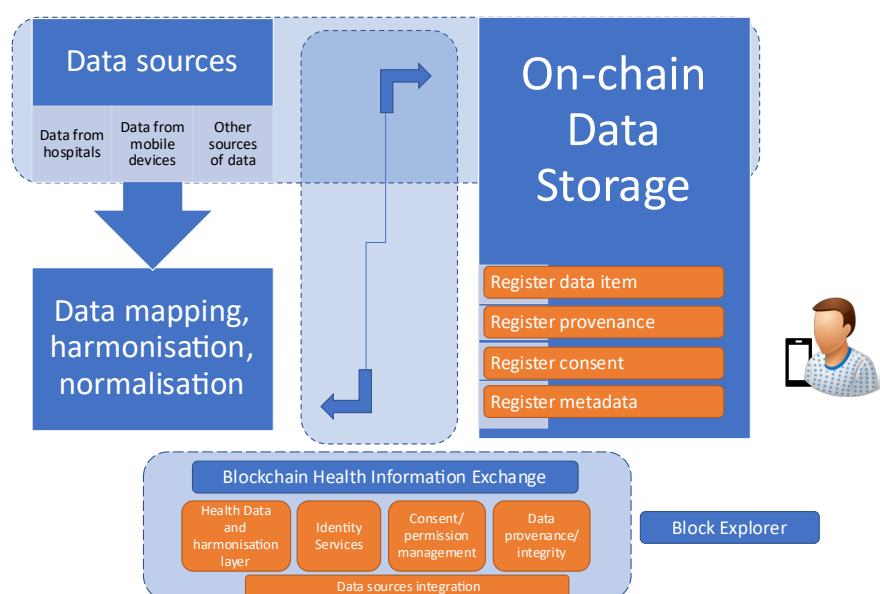 Data sources
Data from
hospitals
Data from
mobile
devices
Other
sources
of data
Data mapping,
harmonisation,
normalisation
On-chain
Data
Storage
Register data item
Register provenance
Register consent
Register metadata
Blockchain Health Information Exchange
Health Data
and
harmonisation
layer
Identity
Services
Consent/
permission
management
Data
provenance/
integrity
Data sources integration
Block Explorer